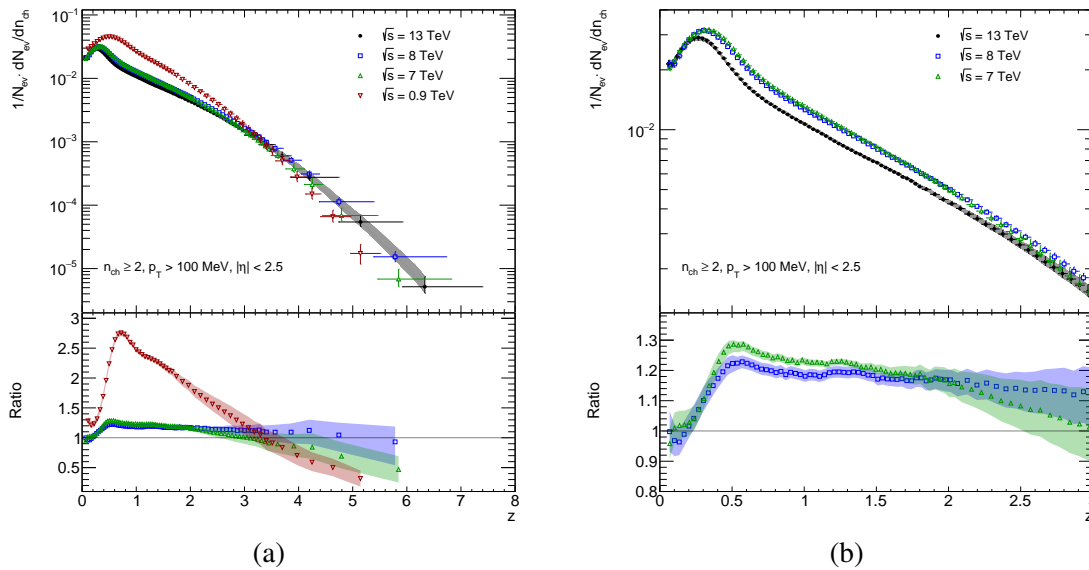 1/N_ev · dN_ev/dn_ch
10⁻¹
10⁻²
10⁻³
10⁻⁴
10⁻⁵
√s = 13 TeV
√s = 8 TeV
√s = 7 TeV
√s = 0.9 TeV
n_ch ≥ 2, p_T > 100 MeV, |η| < 2.5
Ratio
3
2.5
2
1.5
1
0.5
0 1 2 3 4 5 6 7 8
z
(a)
1/N_ev · dN_ev/dn_ch
10⁻²
√s = 13 TeV
√s = 8 TeV
√s = 7 TeV
n_ch ≥ 2, p_T > 100 MeV, |η| < 2.5
Ratio
1.3
1.2
1.1
1
0.9
0.8
0 0.5 1 1.5 2 2.5
z
(b)